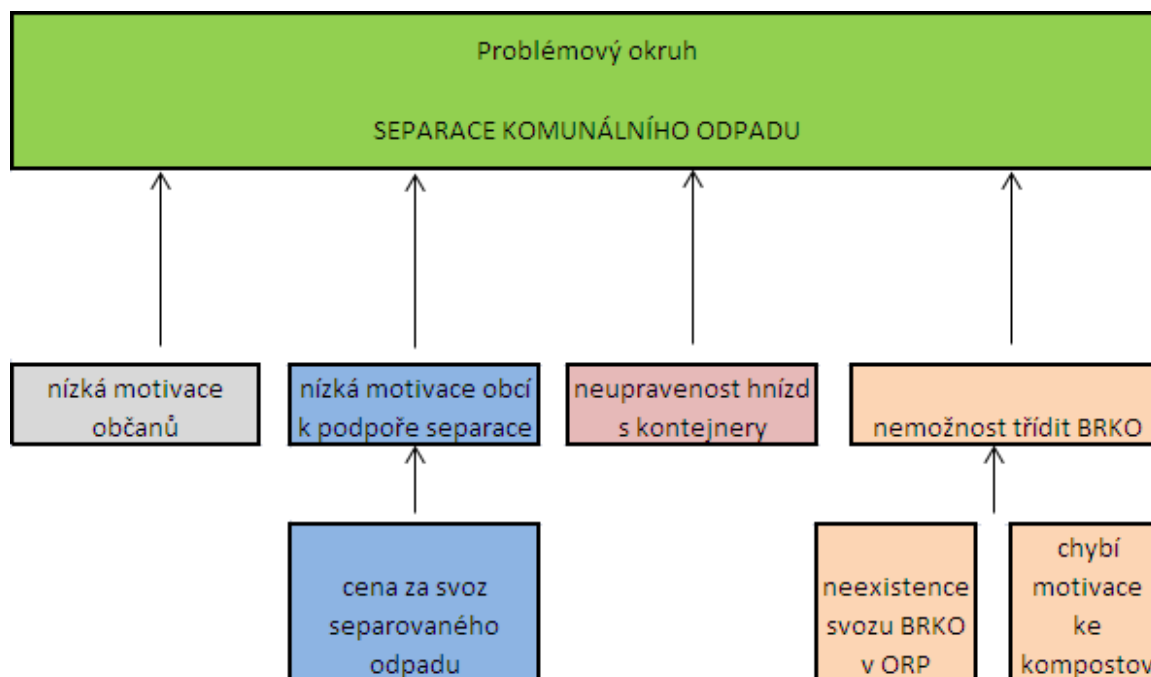 Problémový okruh
SEPARACE KOMUNÁLNÍHO ODPADU
nízká motivace
občanů
nízká motivace obcí
k podpoře separace
neupravenost hnízd
s kontejnery
nemožnost třídit BRKO
cena za svoz
separovaného
odpadu
neexistence
svozu BRKO
v ORP
chybí
motivace
ke
kompostov